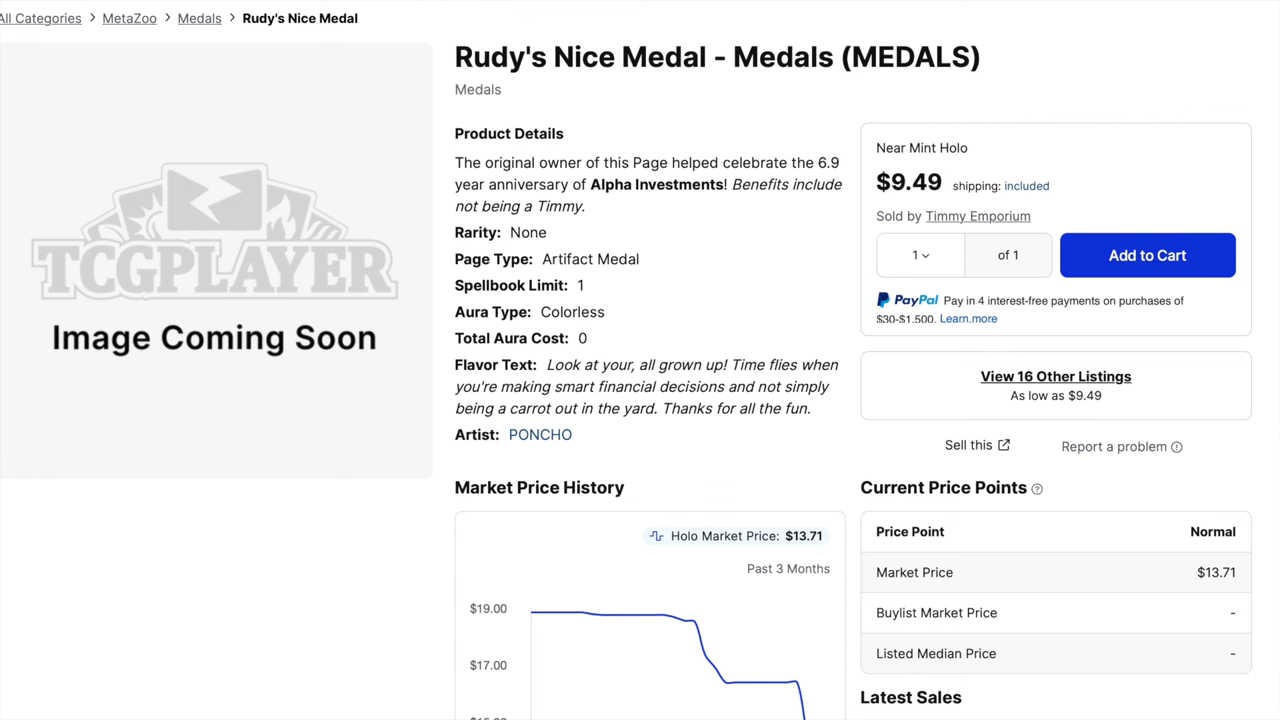 All Categories > MetaZoo > Medals > Rudy's Nice Medal
TCGPLAYER
Image Coming Soon
Rudy's Nice Medal - Medals (MEDALS)
Medals
Product Details
The original owner of this Page helped celebrate the 6.9
year anniversary of Alpha Investments! Benefits include
not being a Timmy.
Rarity: None
Page Type: Artifact Medal
Spellbook Limit: 1
Aura Type: Colorless
Total Aura Cost: 0
Flavor Text: Look at your, all grown up! Time flies when
you're making smart financial decisions and not simply
being a carrot out in the yard. Thanks for all the fun.
Artist: PONCHO
Near Mint Holo
$9.49 shipping: included
Sold by Timmy Emporium
1 of 1 Add to Cart
PayPal Pay in 4 interest-free payments on purchases of
$30-$1,500. Learn more
View 16 Other Listings
As low as $9.49
Sell this Report a problem
Market Price History
Holo Market Price: $13.71
Past 3 Months
$19.00
$17.00
$15.00
Current Price Points
Price Point Normal
Market Price $13.71
Buylist Market Price -
Listed Median Price -
Latest Sales